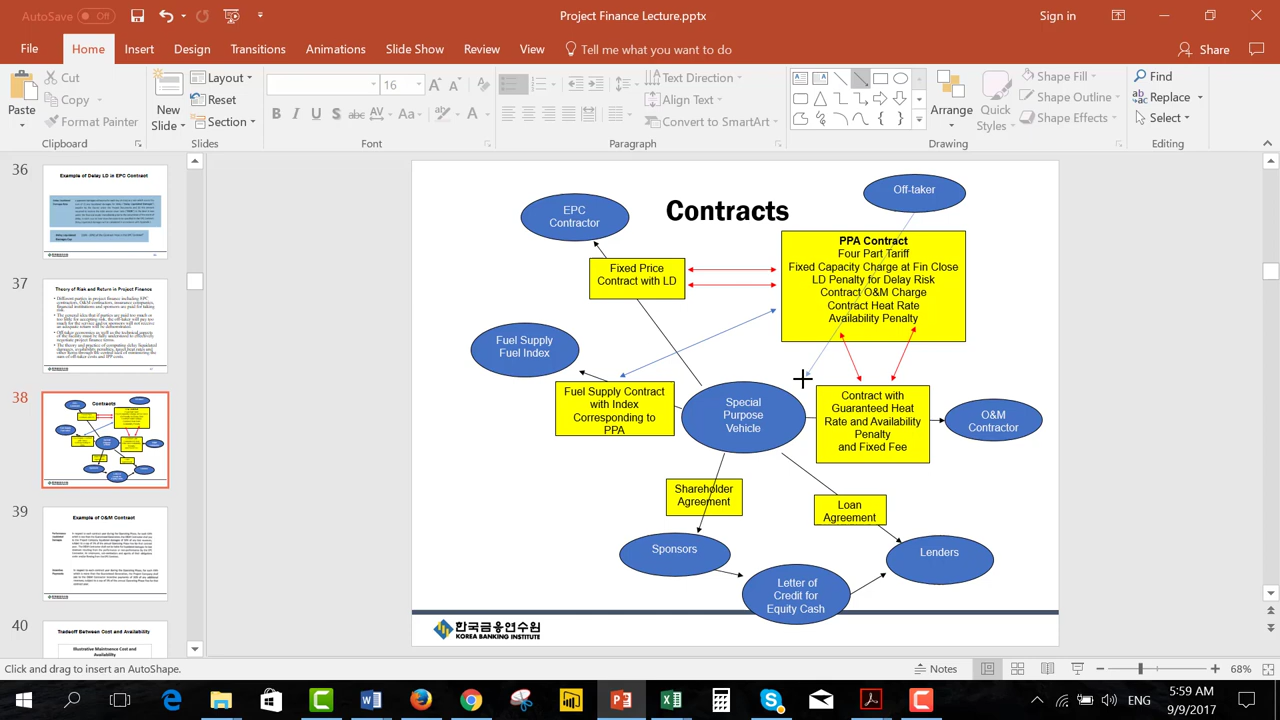 AutoSave Off
Project Finance Lecture.pptx
Sign in
File
Home
Insert
Design
Transitions
Animations
Slide Show
Review
View
Tell me what you want to do
Share
Paste
Cut
Copy
Format Painter
Clipboard
New
Slide
Layout
Reset
Section
Slides
16
Font
Text Direction
Align Text
Convert to SmartArt
Paragraph
Arrange
Quick
Styles
Shape Fill
Shape Outline
Shape Effects
Drawing
Find
Replace
Select
Editing
36
Example of Delay LD in EPC Contract
37
Theory of Risk and Return in Project Finance
38
Contracts
39
Example of O&M Contract
40
Tradeoff Between Cost and Availability
Illustrative Maintnence Cost and
Availability
Contracts
EPC
Contractor
Off-taker
Fixed Price
Contract with LD
PPA Contract
Four Part Tariff
Fixed Capacity Charge at Fin Close
LD Penalty for Delay Risk
Contract O&M Charge
Contract Heat Rate
Availability Penalty
Fuel Supply
Fuel Index
Fuel Supply Contract
with Index
Corresponding to
PPA
Special
Purpose
Vehicle
Contract with
Guaranteed Heat
Rate and Availability
Penalty
and Fixed Fee
O&M
Contractor
Shareholder
Agreement
Loan
Agreement
Sponsors
Lenders
Letter of
Credit for
Equity Cash
한국금융연수원
KOREA BANKING INSTITUTE
Click and drag to insert an AutoShape.
Notes
68%
ENG
5:59 AM
9/9/2017